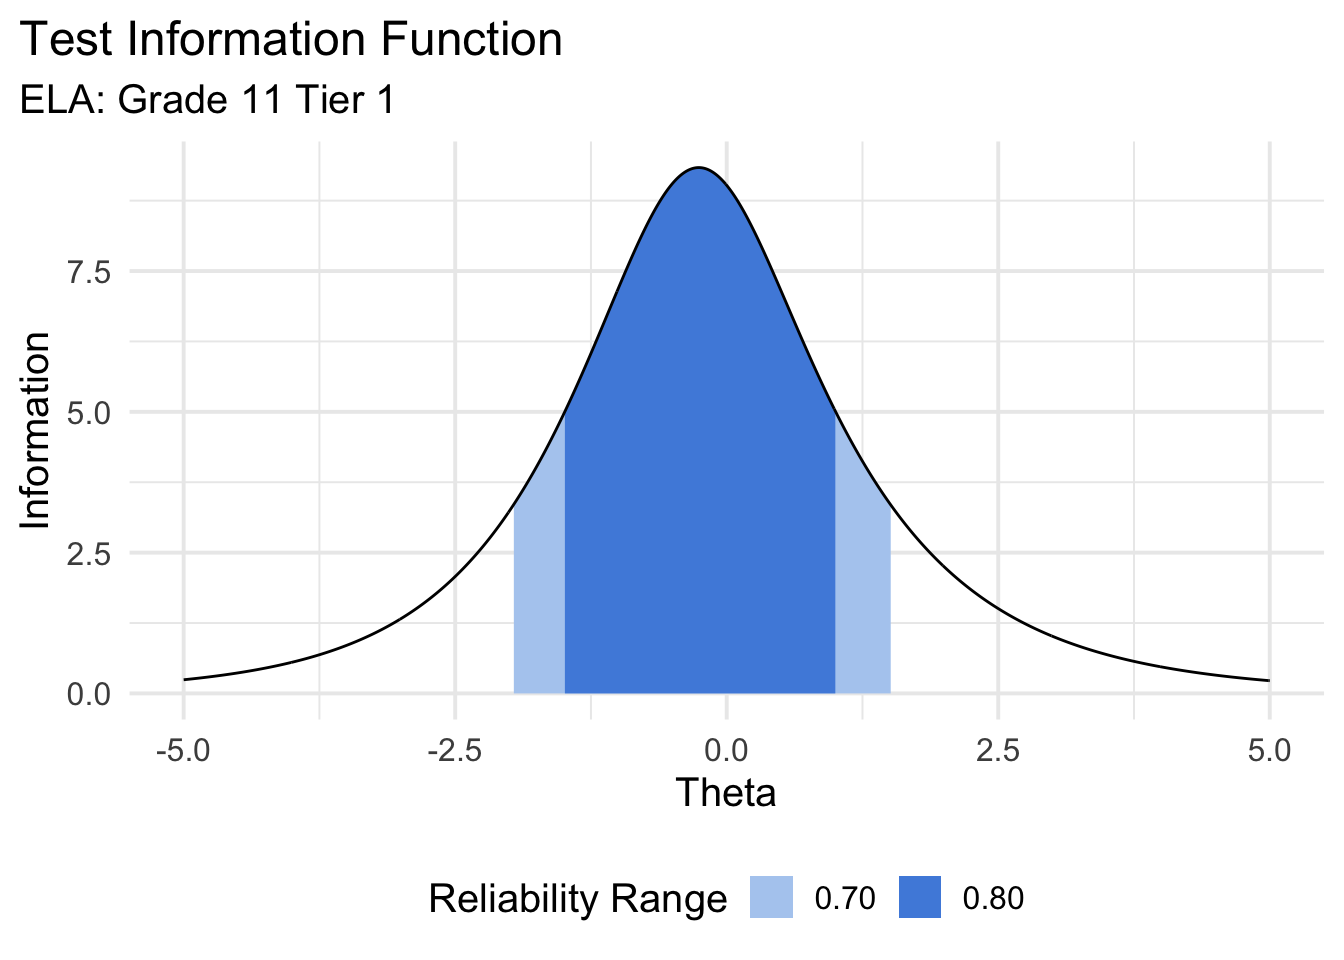 Test Information Function
ELA: Grade 11 Tier 1
Information
7.5
5.0
2.5
0.0
-5.0 -2.5 0.0 2.5 5.0
Theta
Reliability Range 0.70 0.80